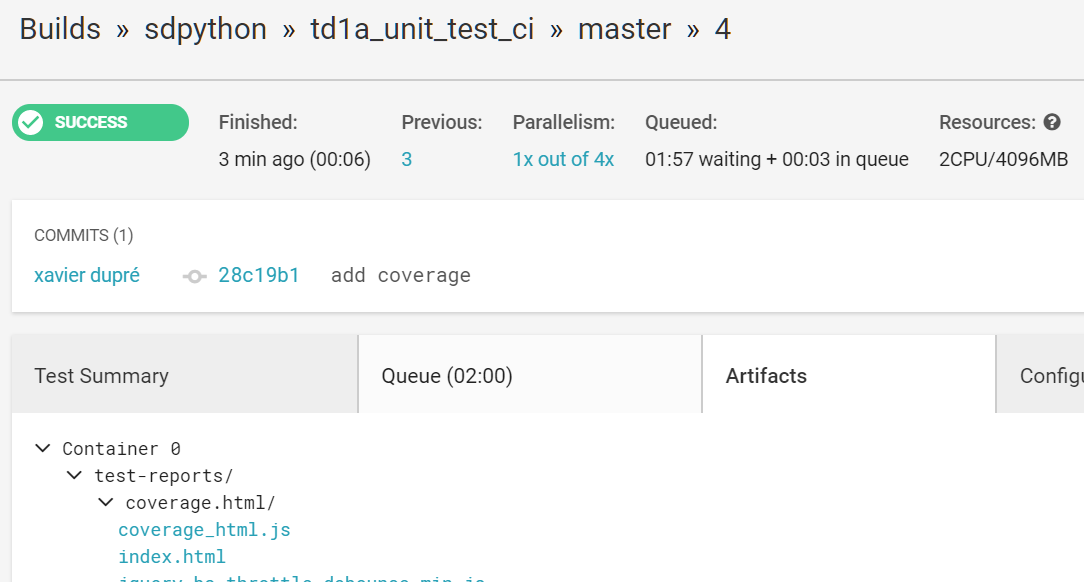 Builds » sdpython » td1a_unit_test_ci » master » 4
SUCCESS
Finished:
3 min ago (00:06)
Previous:
3
Parallelism:
1x out of 4x
Queued:
01:57 waiting + 00:03 in queue
Resources:
2CPU/4096MB
COMMITS (1)
xavier dupré 28c19b1 add coverage
Test Summary
Queue (02:00)
Artifacts
Configu
Container 0
test-reports/
coverage.html/
coverage_html.js
index.html